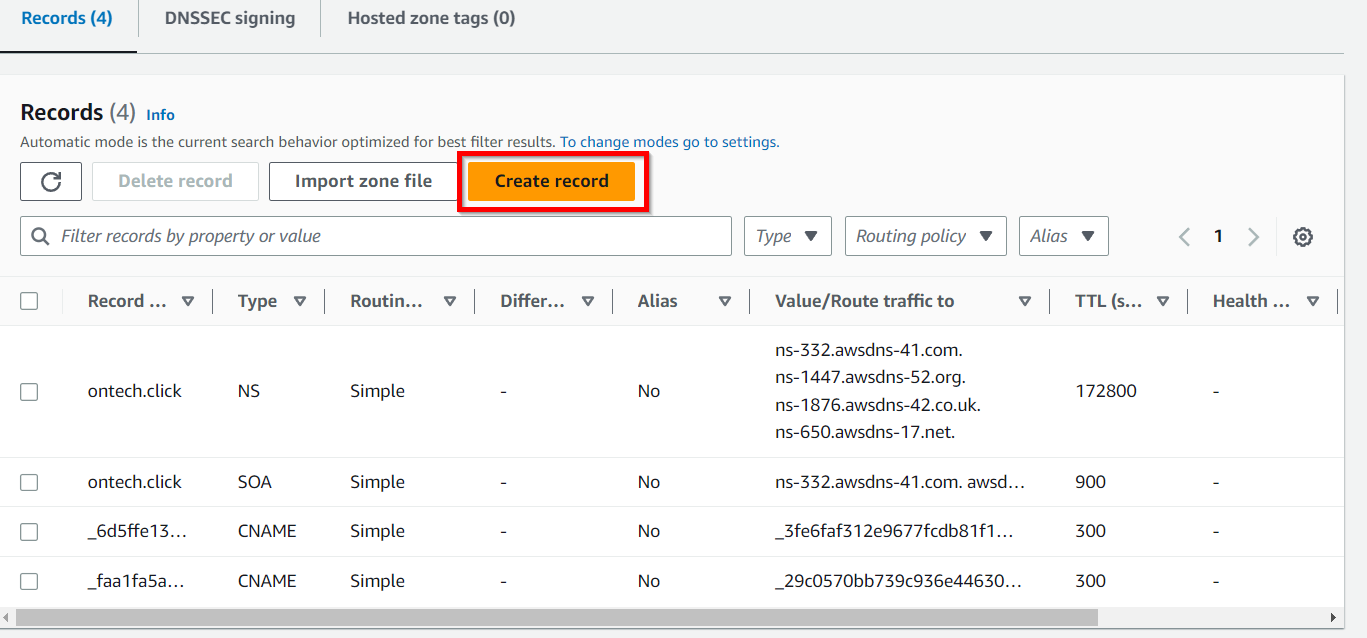 Records (4) DNSSEC signing Hosted zone tags (0)
Records (4) Info
Automatic mode is the current search behavior optimized for best filter results. To change modes go to settings.
Delete record Import zone file Create record
Filter records by property or value Type Routing policy Alias 1
Record ... Type Routin... Differ... Alias Value/Route traffic to TTL (s... Health ...
ns-332.awsdns-41.com.
ns-1447.awsdns-52.org.
ontech.click NS Simple - No 172800 -
ns-1876.awsdns-42.co.uk.
ns-650.awsdns-17.net.
ontech.click SOA Simple - No ns-332.awsdns-41.com. awsd... 900 -
_6d5ffe13... CNAME Simple - No _3fe6faf312e9677fcdb81f1... 300 -
_faa1fa5a... CNAME Simple - No _29c0570bb739c936e44630... 300 -